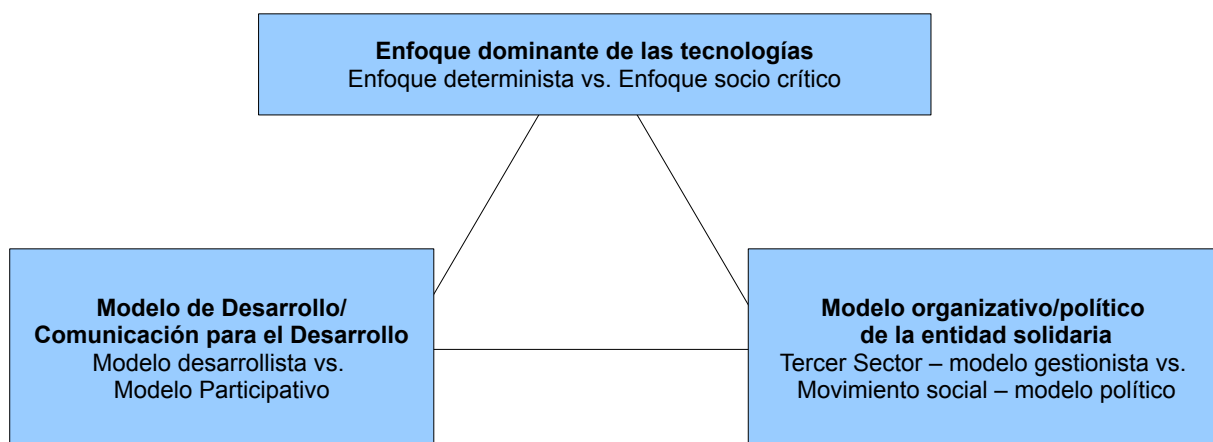 Enfoque dominante de las tecnologías
Enfoque determinista vs. Enfoque socio crítico
Modelo de Desarrollo/
Comunicación para el Desarrollo
Modelo desarrollista vs.
Modelo Participativo
Modelo organizativo/político
de la entidad solidaria
Tercer Sector – modelo gestionista vs.
Movimiento social – modelo político